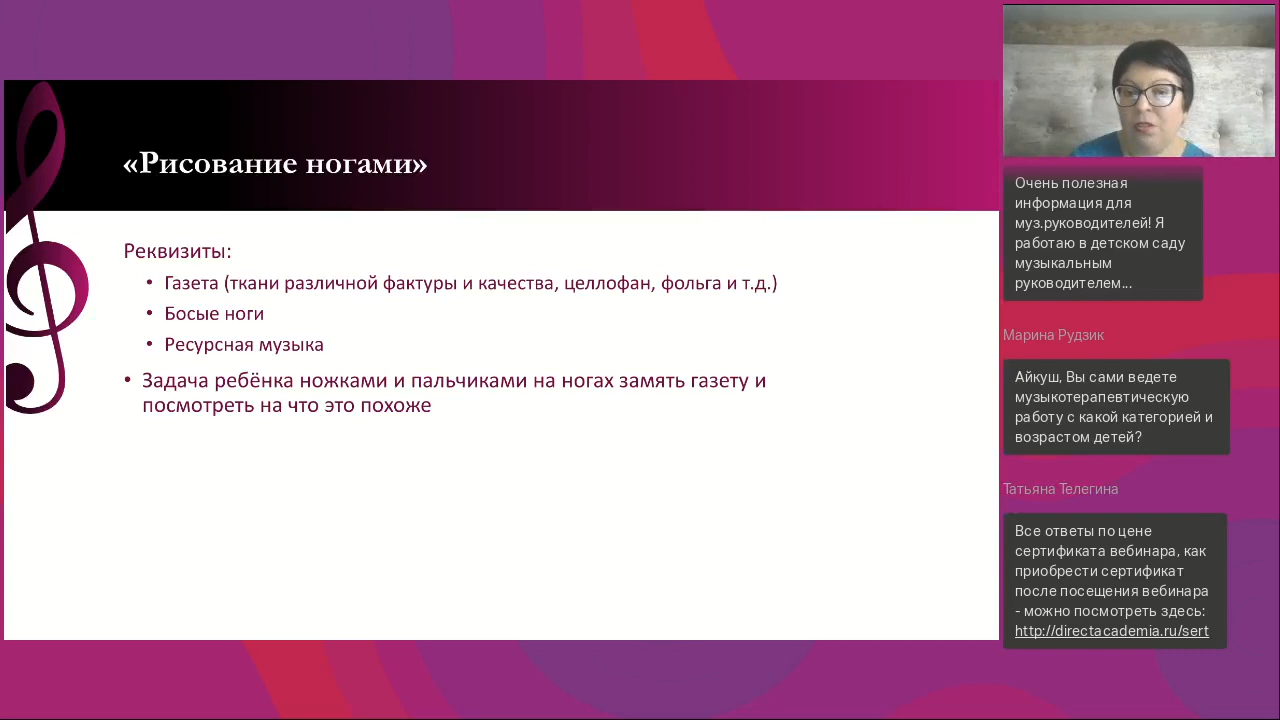 «Рисование ногами»
Реквизиты:
• Газета (ткани различной фактуры и качества, целлофан, фольга и т.д.)
• Босые ноги
• Ресурсная музыка
• Задача ребёнка ножками и пальчиками на ногах замять газету и
посмотреть на что это похоже
Очень полезная
информация для
муз.руководителей! Я
работаю в детском саду
музыкальным
руководителем...
Марина Рудзик
Айкуш, Вы сами ведете
музыкотерапевтическую
работу с какой категорией и
возрастом детей?
Татьяна Телегина
Все ответы по цене
сертификата вебинара, как
приобрести сертификат
после посещения вебинара
- можно посмотреть здесь:
http://directacademia.ru/sert